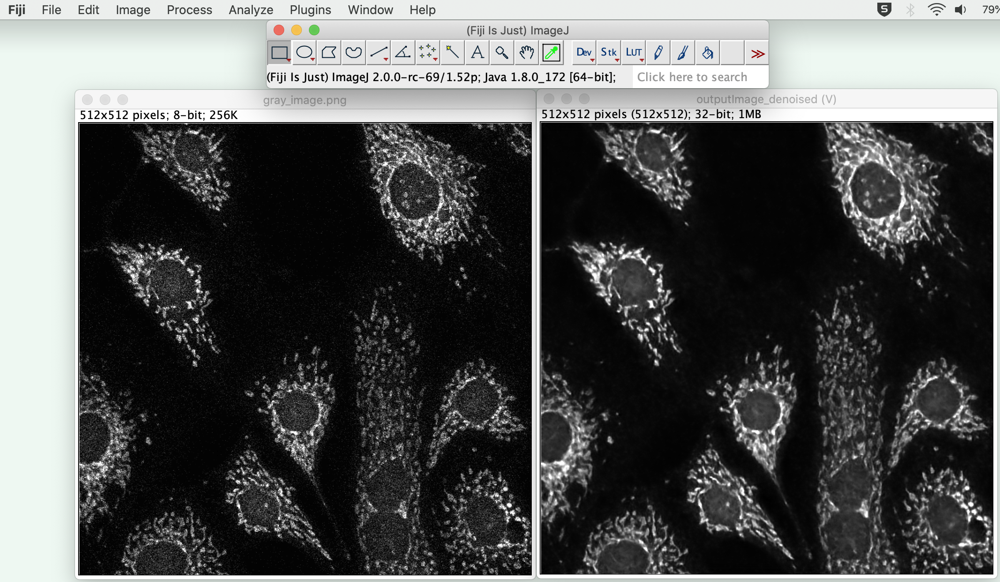 Fiji File Edit Image Process Analyze Plugins Window Help S 79%
(Fiji Is Just) ImageJ
A Dev Stk LUT >>
(Fiji Is Just) ImageJ 2.0.0-rc-69/1.52p; Java 1.8.0_172 [64-bit]; Click here to search
gray_image.png
512x512 pixels; 8-bit; 256K
outputImage_denoised (V)
512x512 pixels (512x512); 32-bit; 1MB